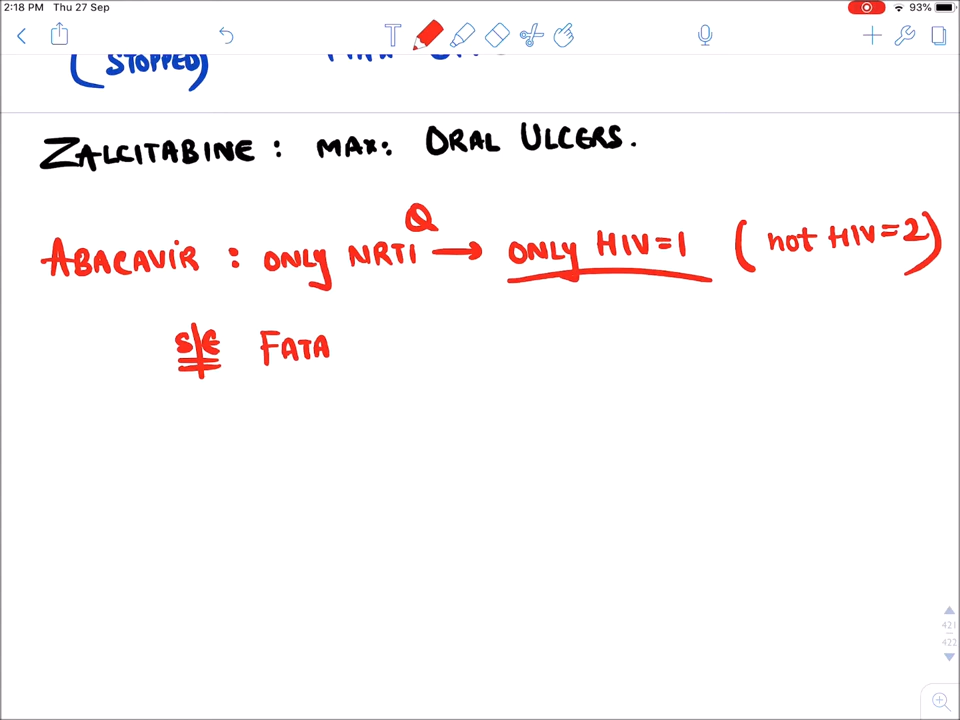 2:18 PM Thu 27 Sep 93%
T
(STOPPED)
ZALCITABINE : MAX: ORAL ULCERS.
Q
ABACAVIR : ONLY NRTI → ONLY HIV=1 (not HIV=2)
S/E FATA
421
422